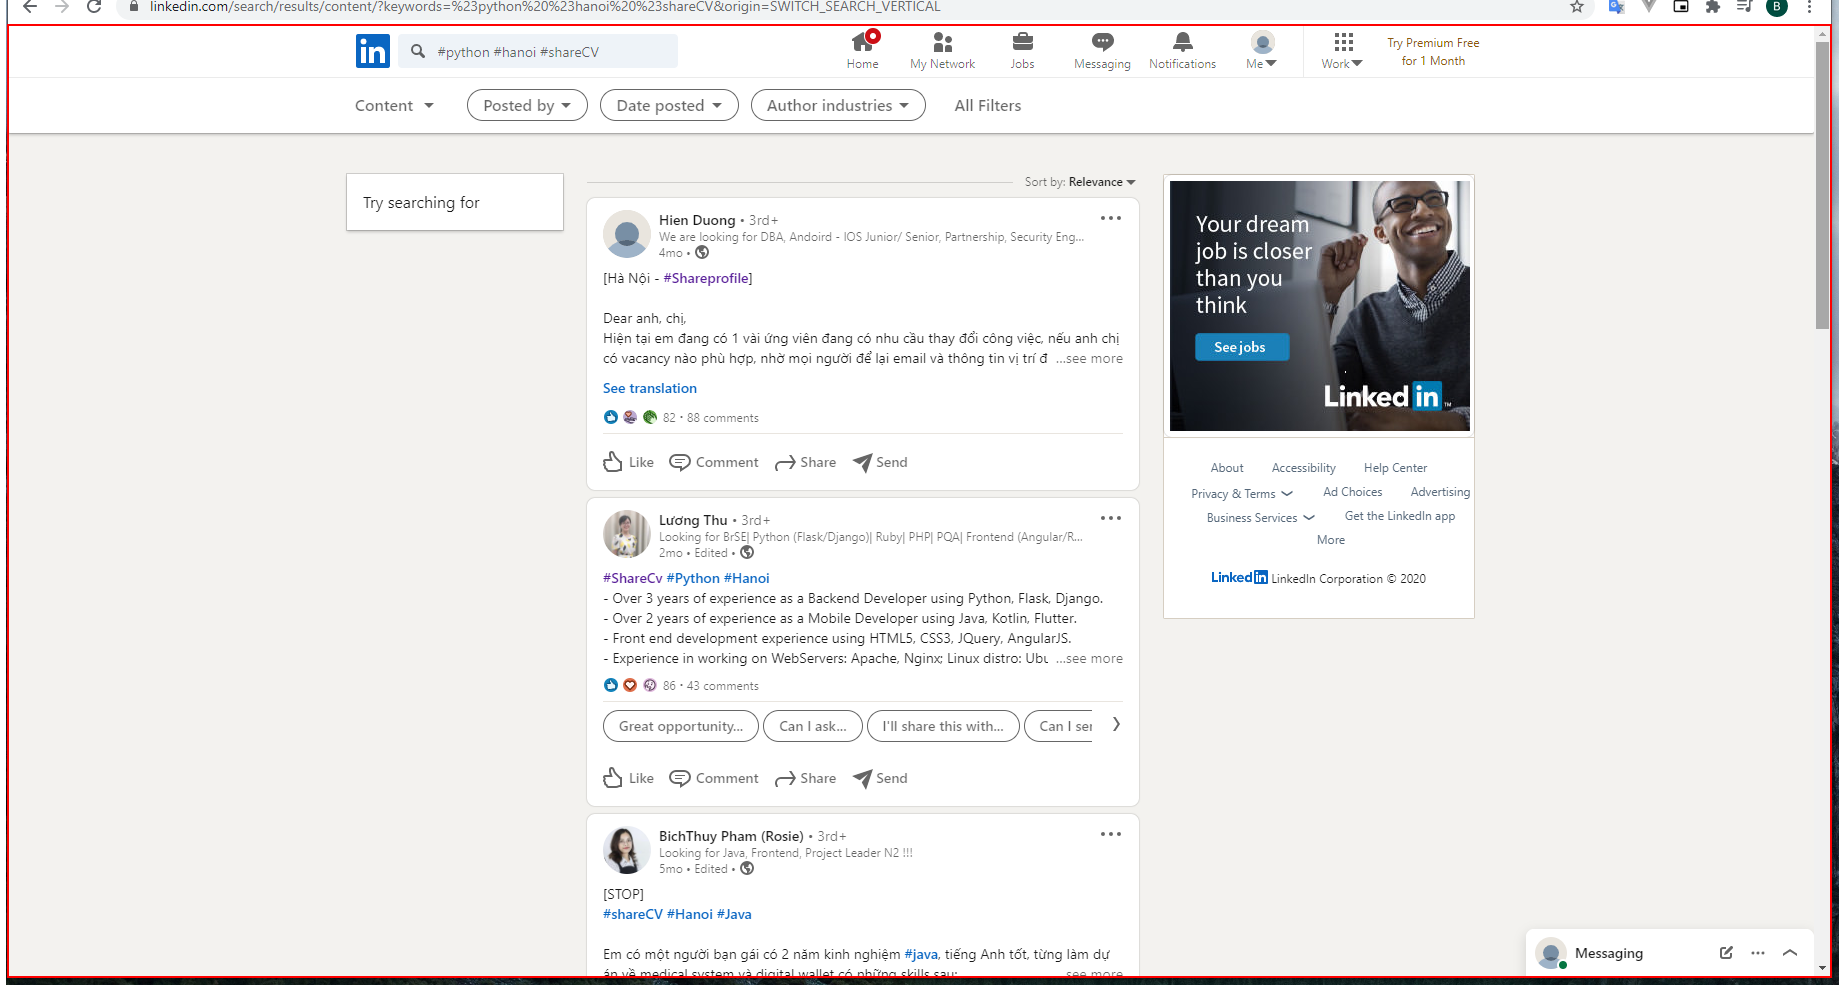 linkedin.com/search/results/content/?keywords=%23python%20%23hanoi%20%23shareCV&origin=SWITCH_SEARCH_VERTICAL
B
in
#python #hanoi #shareCV
Home
My Network
Jobs
Messaging
Notifications
Me
Work
Try Premium Free
for 1 Month
Content
Posted by
Date posted
Author industries
All Filters
Try searching for
Sort by: Relevance
Hien Duong • 3rd+
We are looking for DBA, Andoird - IOS Junior/ Senior, Partnership, Security Eng...
4mo •
[Hà Nội - #Shareprofile]
Dear anh, chị,
Hiện tại em đang có 1 vài ứng viên đang có nhu cầu thay đổi công việc, nếu anh chị
có vacancy nào phù hợp, nhờ mọi người để lại email và thông tin vị trí đ ...see more
See translation
82 • 88 comments
Like Comment Share Send
Lương Thu • 3rd+
Looking for BrSE| Python (Flask/Django)| Ruby| PHP| PQA| Frontend (Angular/R...
2mo • Edited •
#ShareCv #Python #Hanoi
- Over 3 years of experience as a Backend Developer using Python, Flask, Django.
- Over 2 years of experience as a Mobile Developer using Java, Kotlin, Flutter.
- Front end development experience using HTML5, CSS3, JQuery, AngularJS.
- Experience in working on WebServers: Apache, Nginx; Linux distro: Ubu ...see more
86 • 43 comments
Great opportunity... Can I ask... I'll share this with... Can I ser
Like Comment Share Send
BichThuy Pham (Rosie) • 3rd+
Looking for Java, Frontend, Project Leader N2 !!!
5mo • Edited •
[STOP]
#shareCV #Hanoi #Java
Em có một người bạn gái có 2 năm kinh nghiệm #java, tiếng Anh tốt, từng làm dự
án về medical system và digital wallet có những skills sau: ...see more
Your dream
job is closer
than you
think
See jobs
Linked in ™
About Accessibility Help Center
Privacy & Terms Ad Choices Advertising
Business Services Get the LinkedIn app
More
Linked in LinkedIn Corporation © 2020
Messaging